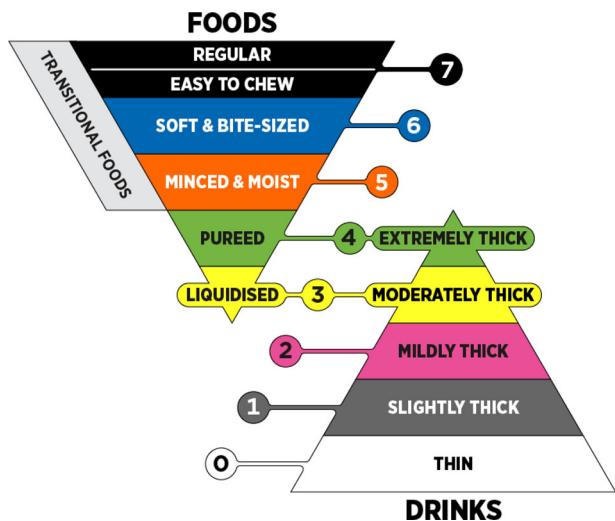 FOODS
REGULAR
EASY TO CHEW
7
TRANSITIONAL FOODS
SOFT & BITE-SIZED
6
MINCED & MOIST
5
PUREED
4
EXTREMELY THICK
LIQUIDISED
3
MODERATELY THICK
2
MILDLY THICK
1
SLIGHTLY THICK
0
THIN
DRINKS